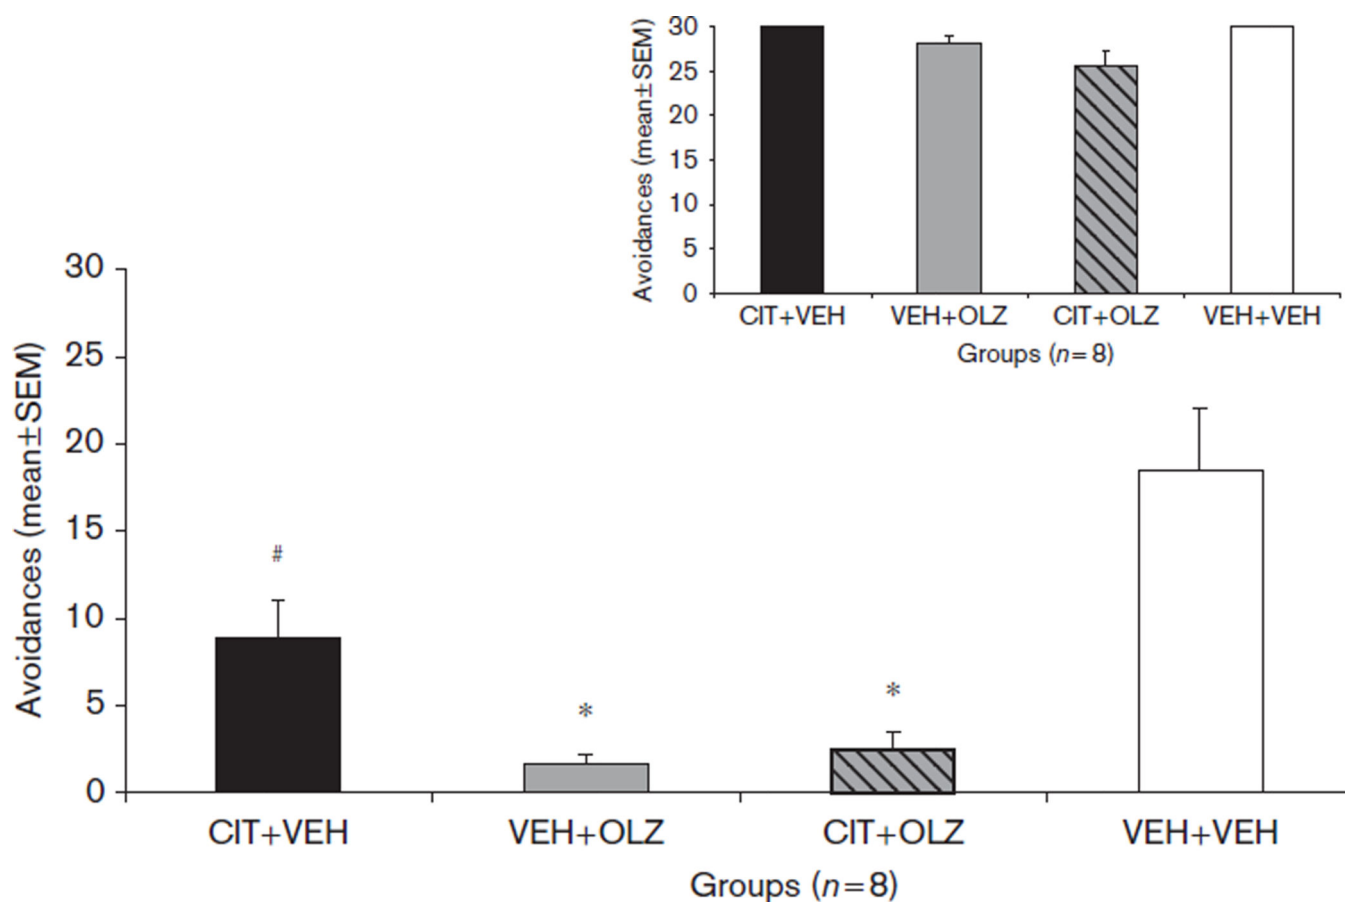 30
25
20
15
10
5
0
Avoidances (mean±SEM)
CIT+VEH VEH+OLZ CIT+OLZ VEH+VEH
Groups (n=8)
30
25
20
15
10
5
0
Avoidances (mean±SEM)
#
*
*
CIT+VEH VEH+OLZ CIT+OLZ VEH+VEH
Groups (n=8)